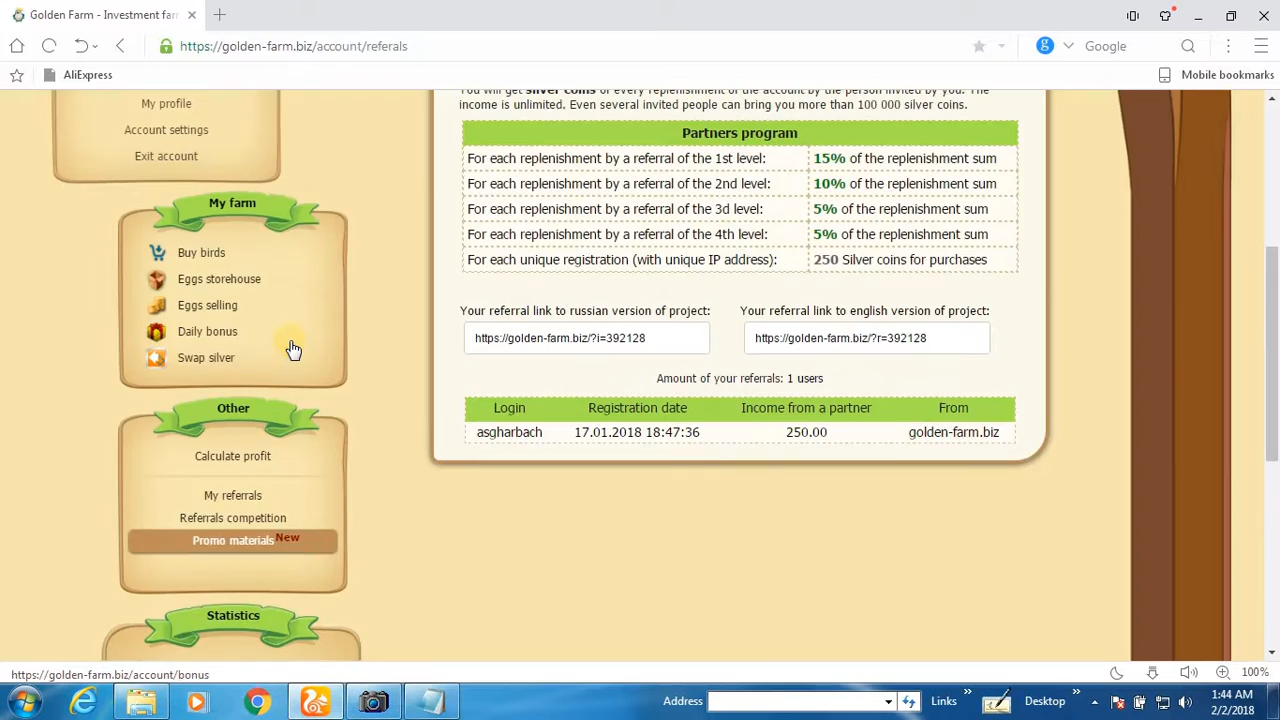 Golden Farm - Investment far
https://golden-farm.biz/account/referals
Google
AliExpress
Mobile bookmarks
My profile
Account settings
Exit account
My farm
Buy birds
Eggs storehouse
Eggs selling
Daily bonus
Swap silver
Other
Calculate profit
My referrals
Referrals competition
Promo materials New
Statistics
You will get silver coins of every replenishment of the account by the person invited by you. The
income is unlimited. Even several invited people can bring you more than 100 000 silver coins.
Partners program
For each replenishment by a referral of the 1st level: 15% of the replenishment sum
For each replenishment by a referral of the 2nd level: 10% of the replenishment sum
For each replenishment by a referral of the 3d level: 5% of the replenishment sum
For each replenishment by a referral of the 4th level: 5% of the replenishment sum
For each unique registration (with unique IP address): 250 Silver coins for purchases
Your referral link to russian version of project: Your referral link to english version of project:
https://golden-farm.biz/?i=392128 https://golden-farm.biz/?r=392128
Amount of your referrals: 1 users
Login Registration date Income from a partner From
asgharbach 17.01.2018 18:47:36 250.00 golden-farm.biz
https://golden-farm.biz/account/bonus
100%
Address Links Desktop 1:44 AM
2/2/2018